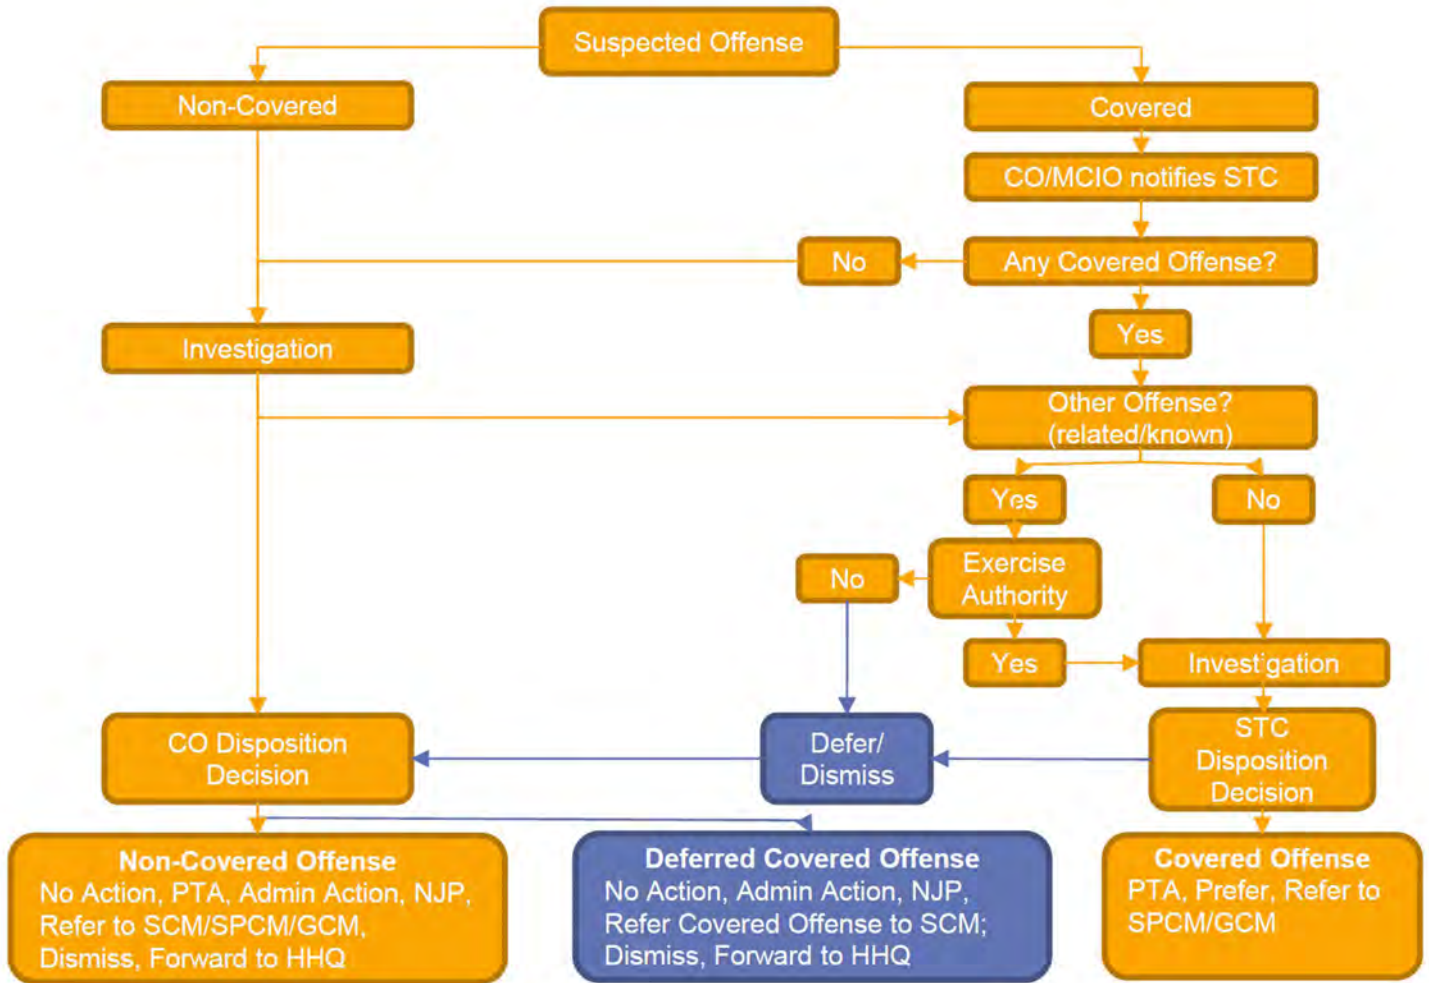 Suspected Offense
Non-Covered
Covered
CO/MCIO notifies STC
No
Any Covered Offense?
Yes
Investigation
Other Offense?
(related/known)
Yes
No
No
Exercise
Authority
Yes
Investigation
CO Disposition
Decision
Defer/
Dismiss
STC
Disposition
Decision
Non-Covered Offense
No Action, PTA, Admin Action, NJP,
Refer to SCM/SPCM/GCM,
Dismiss, Forward to HHQ
Deferred Covered Offense
No Action, Admin Action, NJP,
Refer Covered Offense to SCM;
Dismiss, Forward to HHQ
Covered Offense
PTA, Prefer, Refer to
SPCM/GCM